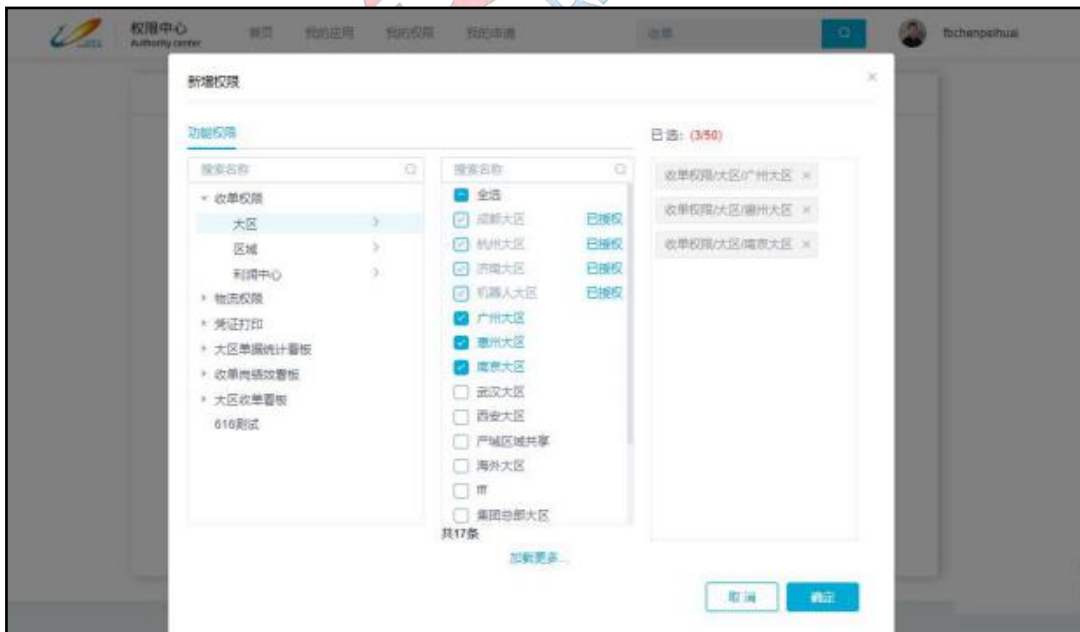 权限中心
Authority center
首页
我的应用
我的权限
我的申请
收单
fbchenpeihuai
新增权限
×
功能权限
已选: (3/50)
搜索名称
收单权限
大区
区域
利润中心
物流权限
凭证打印
大区单据统计看板
收单岗绩效看板
大区收单看板
616测试
搜索名称
全选
成都大区 已授权
杭州大区 已授权
济南大区 已授权
机器人大区 已授权
广州大区
惠州大区
南京大区
武汉大区
西安大区
产城区域共享
海外大区
fff
集团总部大区
共17条
加载更多...
收单权限/大区/广州大区 ×
收单权限/大区/惠州大区 ×
收单权限/大区/南京大区 ×
取消
确定